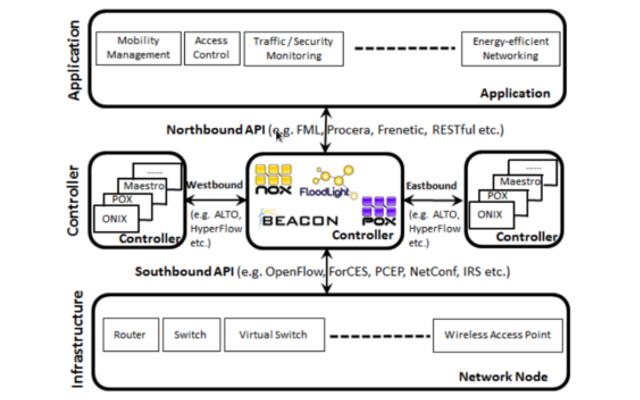 Application
Mobility
Management
Access
Control
Traffic / Security
Monitoring
Energy-efficient
Networking
Application
Northbound API (e.g. FML, Procera, Frenetic, RESTful etc.)
Controller
......
Maestro
POX
ONIX
Controller
Westbound
(e.g. ALTO,
HyperFlow
etc.)
NOX
FloodLight
BEACON
POX
Controller
Eastbound
(e.g. ALTO,
HyperFlow
etc.)
......
Maestro
POX
ONIX
Controller
Southbound API (e.g. OpenFlow, ForCES, PCEP, NetConf, IRS etc.)
Infrastructure
Router
Switch
Virtual Switch
Wireless Access Point
Network Node